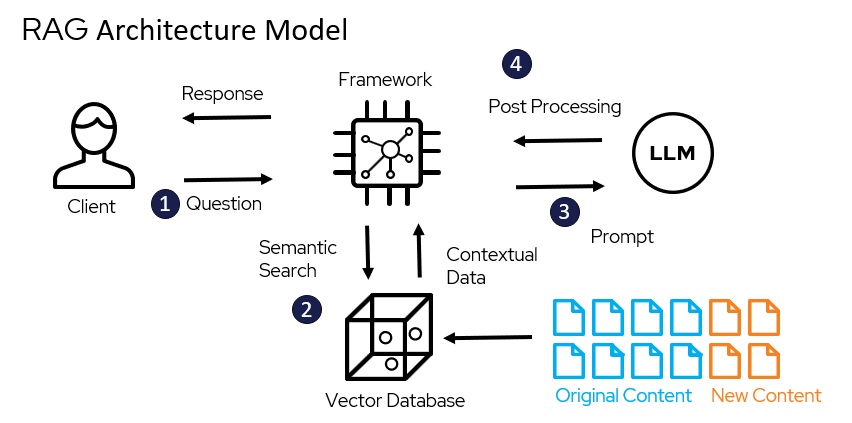 RAG Architecture Model
4
Framework
Response
Post Processing
LLM
Client
1
Question
3
Prompt
Semantic
Search
Contextual
Data
2
Vector Database
Original Content
New Content